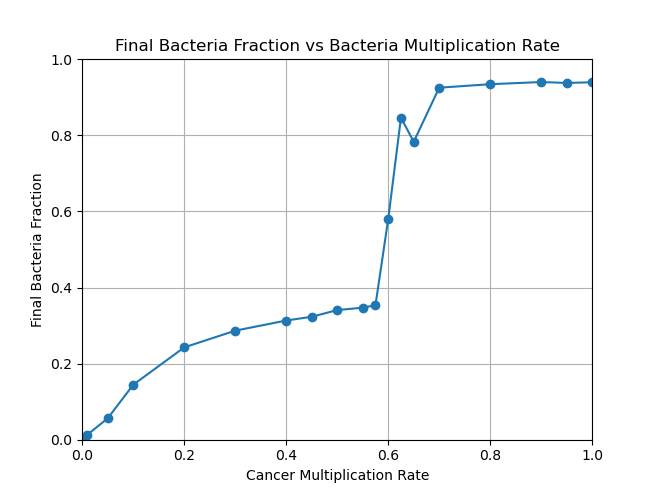 Final Bacteria Fraction vs Bacteria Multiplication Rate
Final Bacteria Fraction
1.0
0.8
0.6
0.4
0.2
0.0
0.0 0.2 0.4 0.6 0.8 1.0
Cancer Multiplication Rate